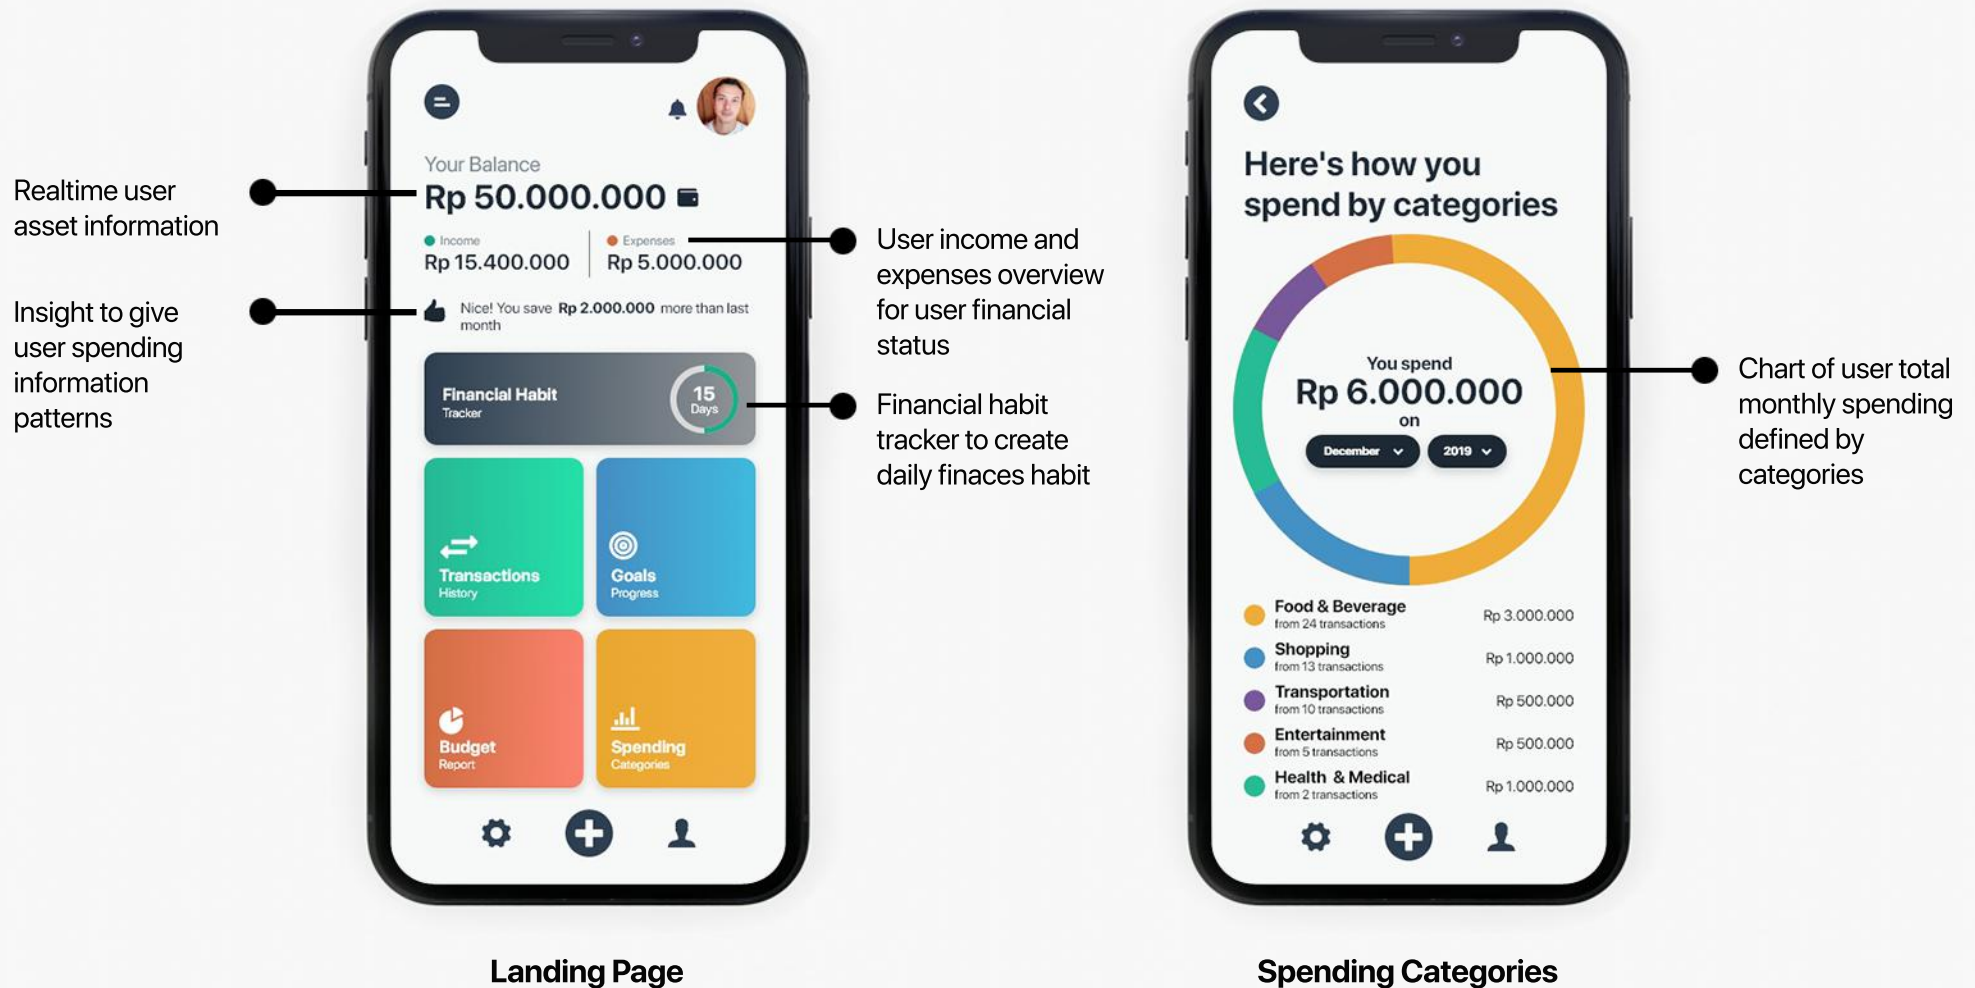 Realtime user
asset information
Insight to give
user spending
information
patterns
Your Balance
Rp 50.000.000
Income
Rp 15.400.000
Expenses
Rp 5.000.000
Nice! You save Rp 2.000.000 more than last
month
Financial Habit
Tracker
15
Days
Transactions
History
Goals
Progress
Budget
Report
Spending
Categories
User income and
expenses overview
for user financial
status
Financial habit
tracker to create
daily finaces habit
Landing Page
Here's how you
spend by categories
You spend
Rp 6.000.000
on
December
2019
Food & Beverage
from 24 transactions
Rp 3.000.000
Shopping
from 13 transactions
Rp 1.000.000
Transportation
from 10 transactions
Rp 500.000
Entertainment
from 5 transactions
Rp 500.000
Health & Medical
from 2 transactions
Rp 1.000.000
Chart of user total
monthly spending
defined by
categories
Spending Categories